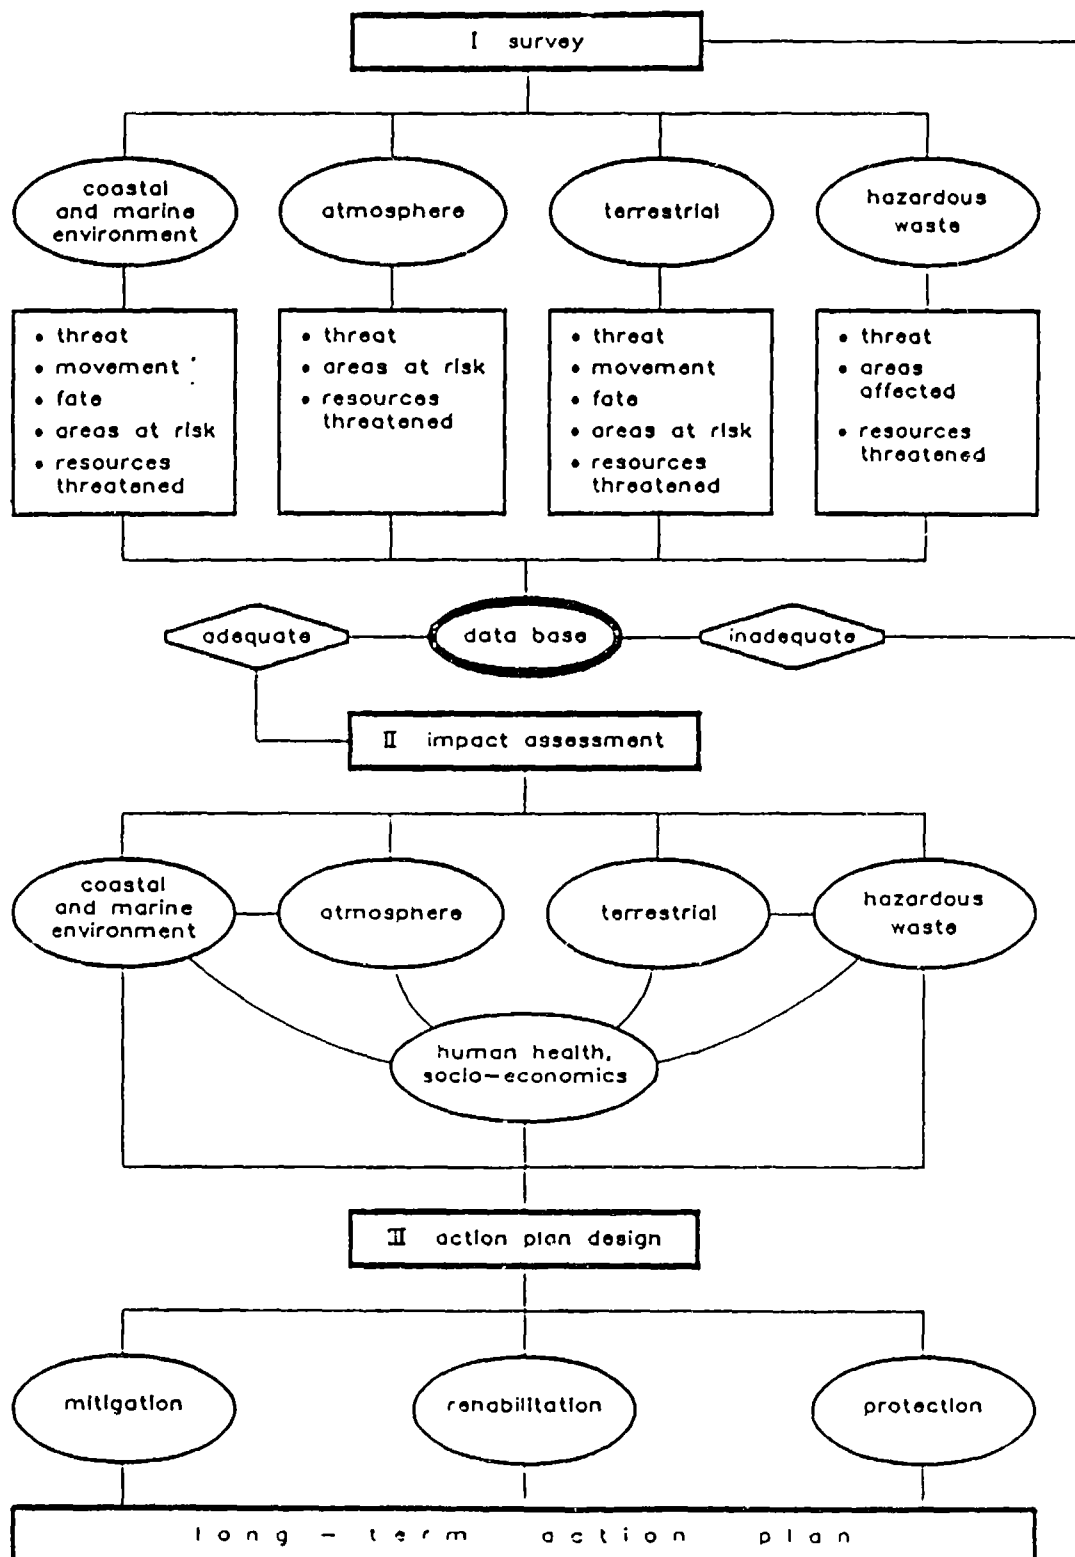 I survey
coastal
and marine
environment
atmosphere
terrestrial
hazardous
waste
• threat
• movement
• fate
• areas at risk
• resources
threatened
• threat
• areas at risk
• resources
threatened
• threat
• movement
• fate
• areas at risk
• resources
threatened
• threat
• areas
affected
• resources
threatened
adequate
data base
inadequate
II impact assessment
coastal
and marine
environment
atmosphere
terrestrial
hazardous
waste
human health,
socio-economics
III action plan design
mitigation
rehabilitation
protection
long-term action plan